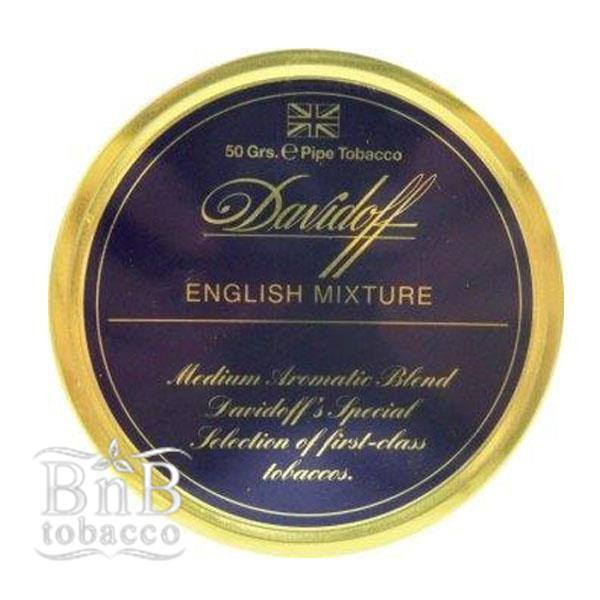 50 Grs. ℮ Pipe Tobacco
Davidoff
ENGLISH MIXTURE
Medium Aromatic Blend
Davidoff's Special
Selection of first-class
tobaccos.
BnB
tobacco